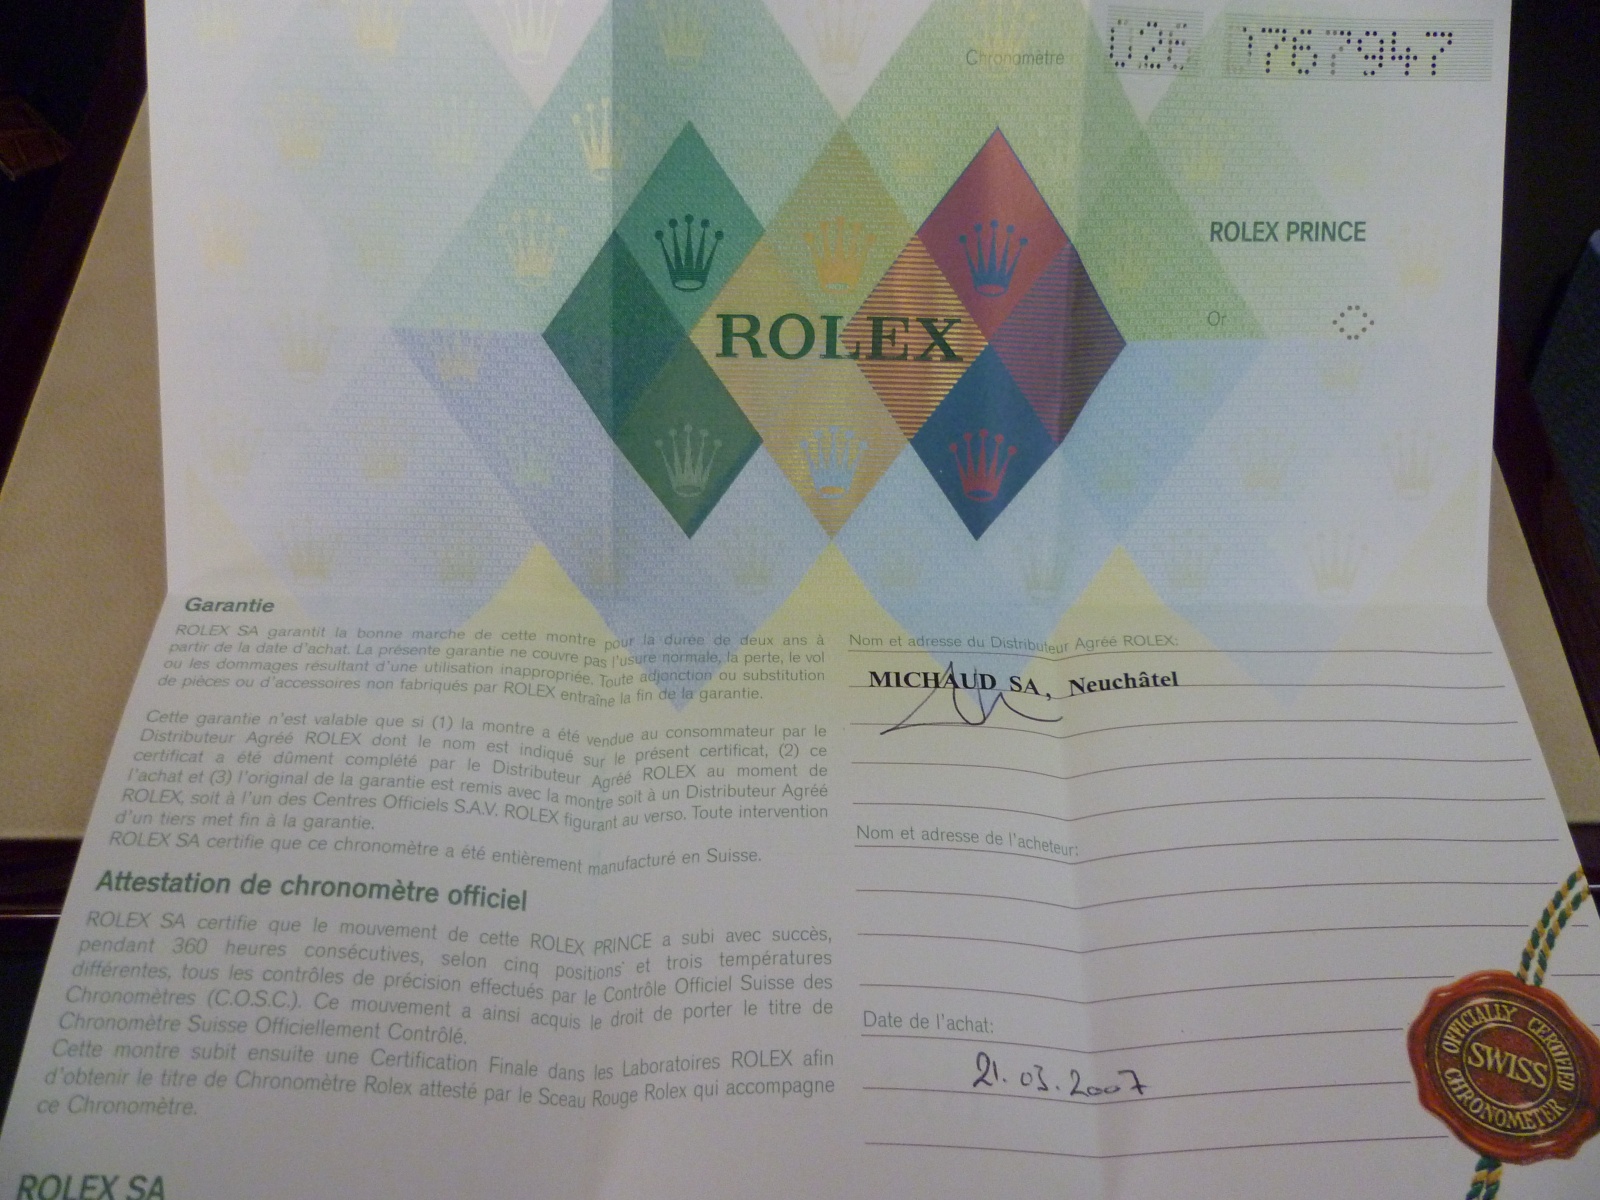 Chronomètre
767947
ROLEX PRINCE
Or
ROLEX
Garantie
ROLEX SA garantit la bonne marche de cette montre pour la durée de deux ans à
partir de la date d'achat. La présente garantie ne couvre pas l'usure normale, la perte, le vol
ou les dommages résultant d'une utilisation inappropriée. Toute adjonction ou substitution
de pièces ou d'accessoires non fabriqués par ROLEX entraîne la fin de la garantie.
Cette garantie n'est valable que si (1) la montre a été vendue au consommateur par le
Distributeur Agréé ROLEX dont le nom est indiqué sur le présent certificat, (2) ce
certificat a été dûment complété par le Distributeur Agréé ROLEX au moment de
l'achat et (3) l'original de la garantie est remis avec la montre soit à un Distributeur Agréé
ROLEX, soit à l'un des Centres Officiels S.A.V. ROLEX figurant au verso. Toute intervention
d'un tiers met fin à la garantie.
ROLEX SA certifie que ce chronomètre a été entièrement manufacturé en Suisse.
Attestation de chronomètre officiel
ROLEX SA certifie que le mouvement de cette ROLEX PRINCE a subi avec succès,
pendant 360 heures consécutives, selon cinq positions et trois températures
différentes, tous les contrôles de précision effectués par le Contrôle Officiel Suisse des
Chronomètres (C.O.S.C.). Ce mouvement a ainsi acquis le droit de porter le titre de
Chronomètre Suisse Officiellement Contrôlé.
Cette montre subit ensuite une Certification Finale dans les Laboratoires ROLEX afin
d'obtenir le titre de Chronomètre Rolex attesté par le Sceau Rouge Rolex qui accompagne
ce Chronomètre.
ROLEX SA
Nom et adresse du Distributeur Agréé ROLEX:
MICHAUD SA, Neuchâtel
Nom et adresse de l'acheteur:
Date de l'achat:
21.03.2007
OFFICIALLY CERTIFIED
SWISS
CHRONOMETER